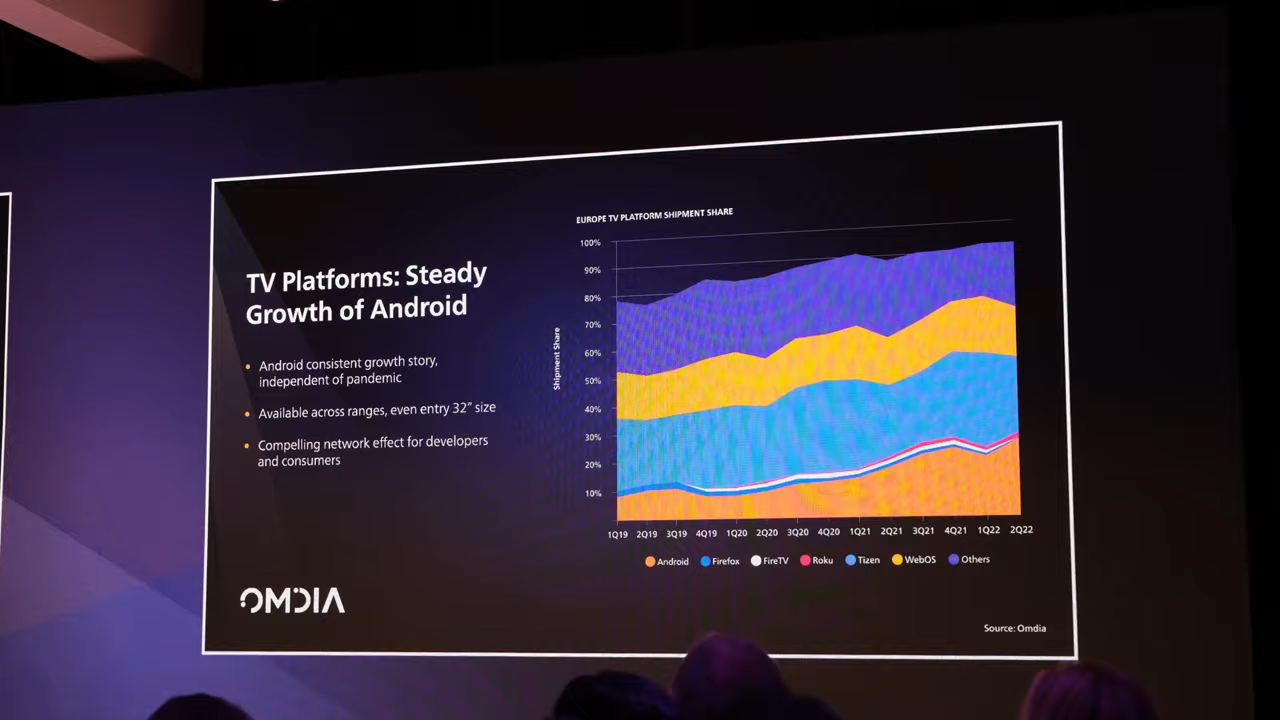 TV Platforms: Steady
Growth of Android
Android consistent growth story,
independent of pandemic
Available across ranges, even entry 32" size
Compelling network effect for developers
and consumers
OMDIA
EUROPE TV PLATFORM SHIPMENT SHARE
Shipment Share
100%
90%
80%
70%
60%
50%
40%
30%
20%
10%
1Q19 2Q19 3Q19 4Q19 1Q20 2Q20 3Q20 4Q20 1Q21 2Q21 3Q21 4Q21 1Q22 2Q22
Android Firefox FireTV Roku Tizen WebOS Others
Source: Omdia